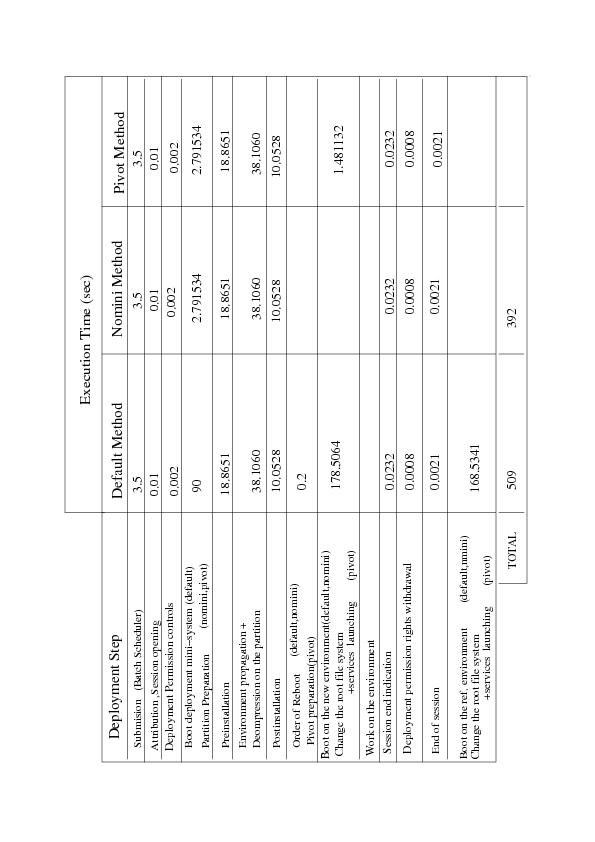 Execution Time (sec)
Deployment Step Default Method Nomini Method Pivot Method
Submision (Batch Scheduler) 3.5 3.5 3.5
Attribution ,Session opening 0.01 0.01 0.01
Deployment Permission controls 0.002 0.002 0.002
Boot deployment mini−system (default)
Partition Preparation (nomini,pivot) 90 2.791534 2.791534
Preinstallation 18.8651 18.8651 18.8651
Environment propagation +
Deompression on the partition 38.1060 38.1060 38.1060
Postinstallation 10,0528 10,0528 10,0528
Order of Reboot (default,nomini) 0.2
Pivot preparation(pivot)
Boot on the new environment(default,nomini)
Change the root file system 178.5064 1.481132
+services launching (pivot)
Work on the environment
Session end indication 0.0232 0.0232 0.0232
Deployment permission rights withdrawal 0.0008 0.0008 0.0008
End of session 0.0021 0.0021 0.0021
Boot on the ref. environment (default,nmini)
Change the root file system 168.5341
+services launching (pivot)
TOTAL 509 392